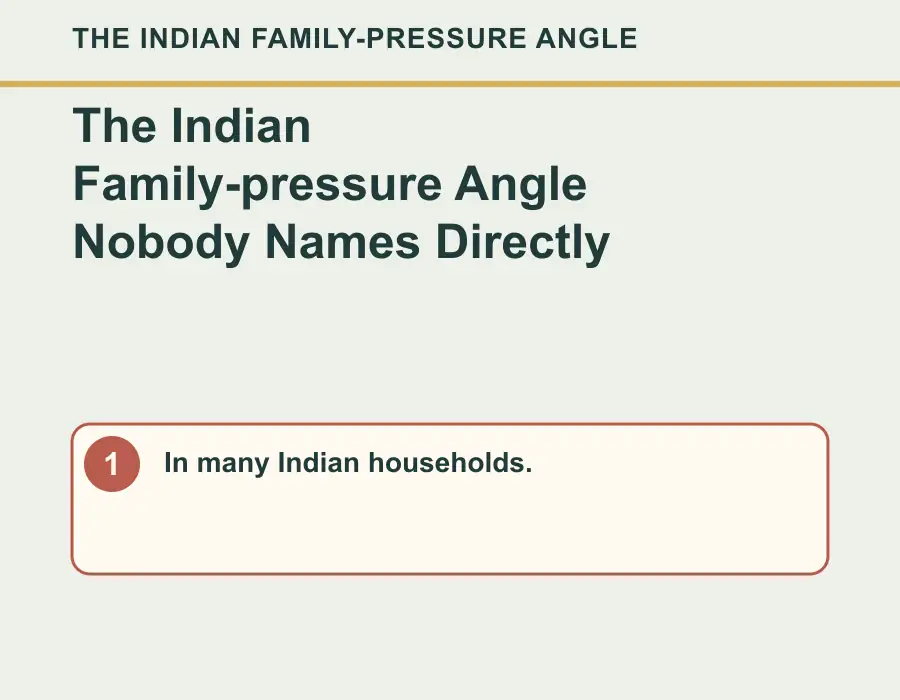 THE INDIAN FAMILY-PRESSURE ANGLE
The Indian
Family-pressure Angle
Nobody Names Directly
1
In many Indian households.